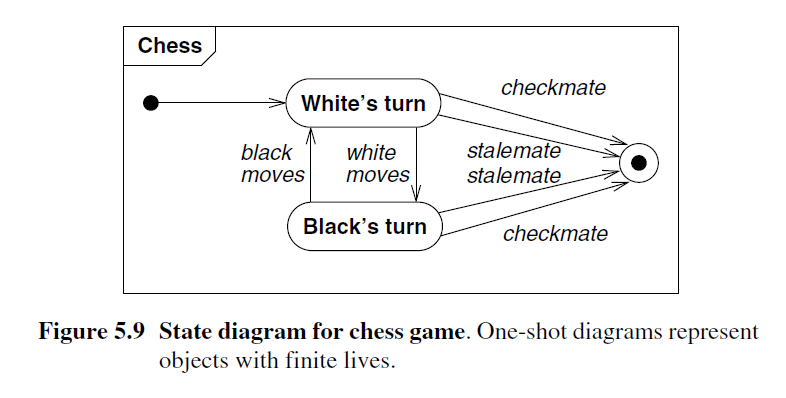 Chess
White's turn
checkmate
black white
moves moves
stalemate
stalemate
Black's turn
checkmate
Figure 5.9 State diagram for chess game. One-shot diagrams represent
objects with finite lives.